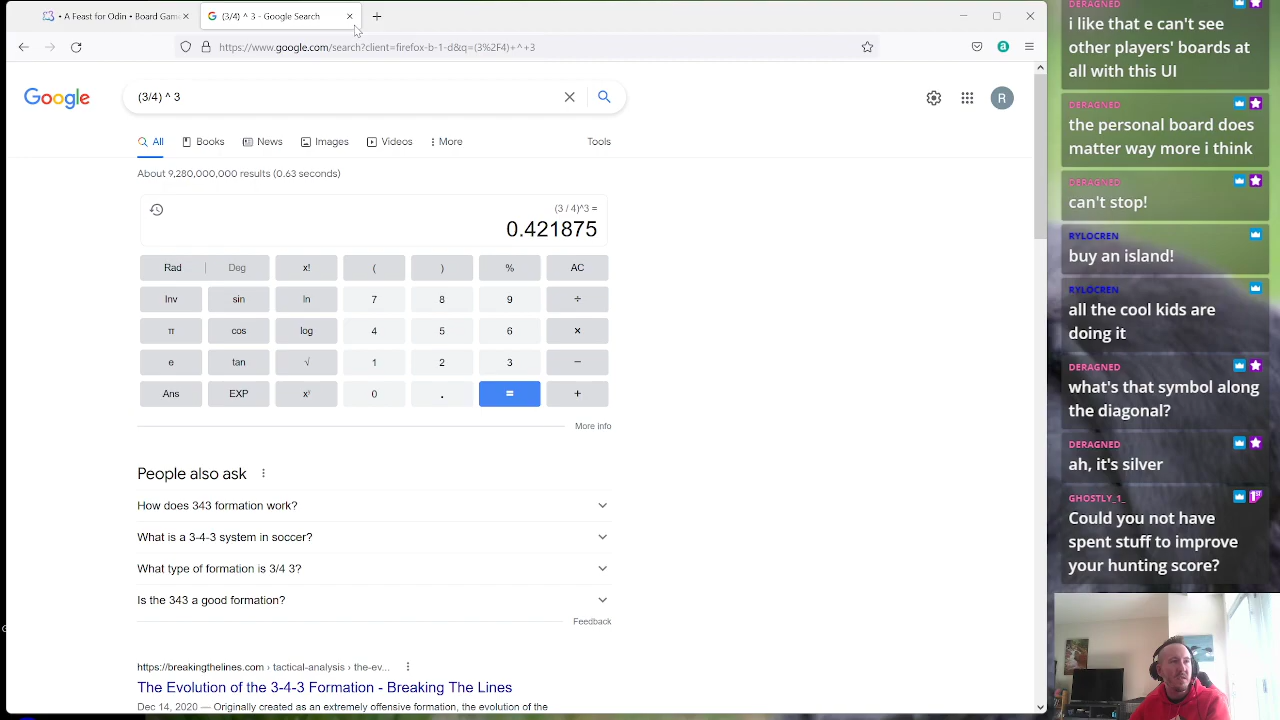 • A Feast for Odin • Board Game
(3/4) ^ 3 - Google Search
https://www.google.com/search?client=firefox-b-1-d&q=(3%2F4)+^+3
Google
(3/4) ^ 3
R
All
Books
News
Images
Videos
More
Tools
About 9,280,000,000 results (0.63 seconds)
(3 / 4)^3 =
0.421875
Rad Deg x! ( ) % AC
Inv sin ln 7 8 9 ÷
π cos log 4 5 6 ×
e tan √ 1 2 3 −
Ans EXP xʸ 0 . = +
More info
People also ask
How does 343 formation work?
What is a 3-4-3 system in soccer?
What type of formation is 3/4 3?
Is the 343 a good formation?
Feedback
https://breakingthelines.com › tactical-analysis › the-ev...
The Evolution of the 3-4-3 Formation - Breaking The Lines
Dec 14, 2020 — Originally created as an extreme form of the formation, the evolution of the
DERAGNED
i like that e can't see
other players' boards at
all with this UI
DERAGNED
the personal board does
matter way more i think
DERAGNED
can't stop!
RYLOCREN
buy an island!
RYLOCREN
all the cool kids are
doing it
DERAGNED
what's that symbol along
the diagonal?
DERAGNED
ah, it's silver
GHOSTLY_1_
Could you not have
spent stuff to improve
your hunting score?